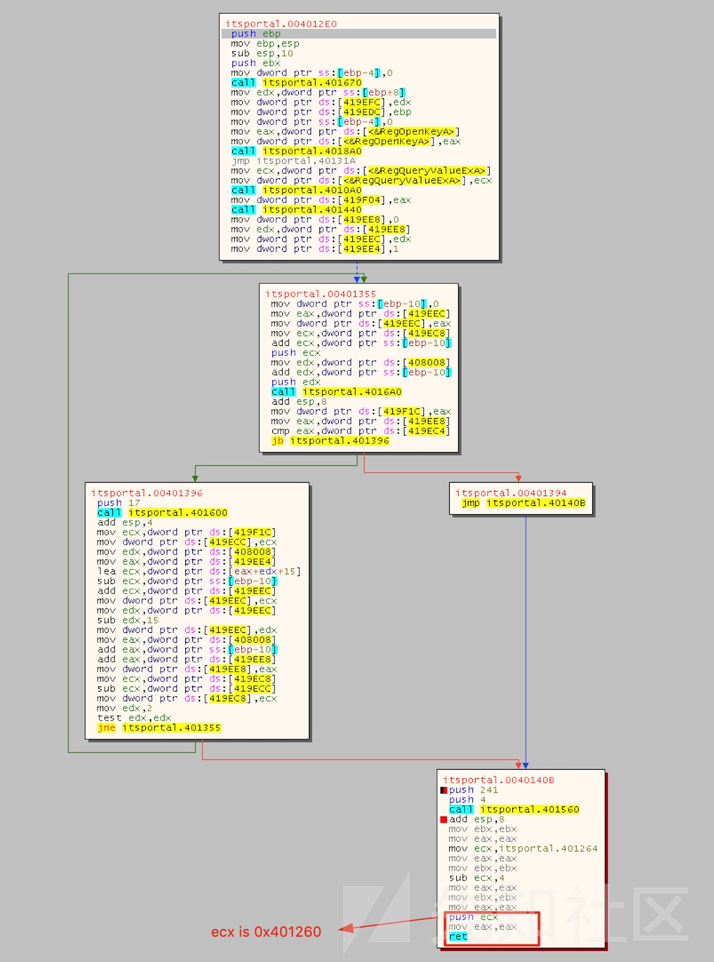 itsportal.004012E0
push ebp
mov ebp,esp
sub esp,10
push ebx
mov dword ptr ss:[ebp-4],0
call itsportal.401670
mov edx,dword ptr ss:[ebp+8]
mov dword ptr ds:[419EFC],edx
mov dword ptr ds:[419EDC],ebp
mov dword ptr ss:[ebp-4],0
mov eax,dword ptr ds:[<&RegOpenKeyA>]
mov dword ptr ds:[<&RegOpenKeyA>],eax
call itsportal.4018A0
jmp itsportal.40131A
mov ecx,dword ptr ds:[<&RegQueryValueExA>]
mov dword ptr ds:[<&RegQueryValueExA>],ecx
call itsportal.4010A0
mov dword ptr ds:[419F04],eax
call itsportal.401440
mov dword ptr ds:[419EE8],0
mov edx,dword ptr ds:[419EE8]
mov dword ptr ds:[419EEC],edx
mov dword ptr ds:[419EE4],1
itsportal.00401355
mov dword ptr ss:[ebp-10],0
mov eax,dword ptr ds:[419EEC]
mov dword ptr ds:[419EEC],eax
mov ecx,dword ptr ds:[419EC8]
add ecx,dword ptr ss:[ebp-10]
push ecx
mov edx,dword ptr ds:[408008]
add edx,dword ptr ss:[ebp-10]
push edx
call itsportal.4016A0
add esp,8
mov dword ptr ds:[419F1C],eax
mov eax,dword ptr ds:[419EE8]
cmp eax,dword ptr ds:[419EC4]
jb itsportal.401396
itsportal.00401396
push 17
call itsportal.401600
add esp,4
mov ecx,dword ptr ds:[419F1C]
mov dword ptr ds:[419ECC],ecx
mov edx,dword ptr ds:[408008]
mov eax,dword ptr ds:[419EE4]
lea ecx,dword ptr ds:[eax+edx+15]
sub ecx,dword ptr ss:[ebp-10]
add ecx,dword ptr ds:[419EEC]
mov dword ptr ds:[419EEC],ecx
mov edx,dword ptr ds:[419EEC]
sub edx,15
mov dword ptr ds:[419EEC],edx
mov eax,dword ptr ds:[408008]
add eax,dword ptr ss:[ebp-10]
add eax,dword ptr ds:[419EE8]
mov dword ptr ds:[419EE8],eax
mov ecx,dword ptr ds:[419EC8]
sub ecx,dword ptr ds:[419ECC]
mov dword ptr ds:[419EC8],ecx
mov edx,2
test edx,edx
jne itsportal.401355
itsportal.00401394
jmp itsportal.40140B
itsportal.0040140B
push 241
push 4
call itsportal.401560
add esp,8
mov ebx,ebx
mov eax,eax
mov ecx,itsportal.401264
mov eax,eax
mov ebx,ebx
sub ecx,4
mov eax,eax
mov ebx,ebx
mov eax,eax
push ecx
mov eax,eax
ret
ecx is 0x401260
先知社区